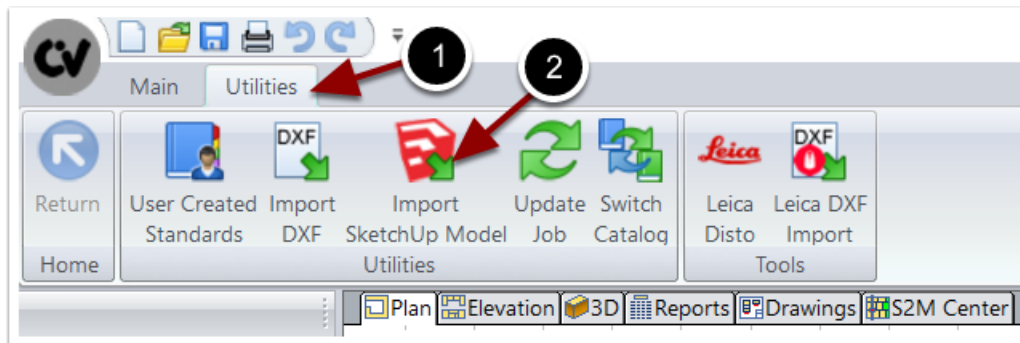 CV
1
2
Main Utilities
DXF DXF
Leica
Return User Created Import Import Update Switch Leica Leica DXF
Standards DXF SketchUp Model Job Catalog Disto Import
Home Utilities Tools
Plan Elevation 3D Reports Drawings S2M Center